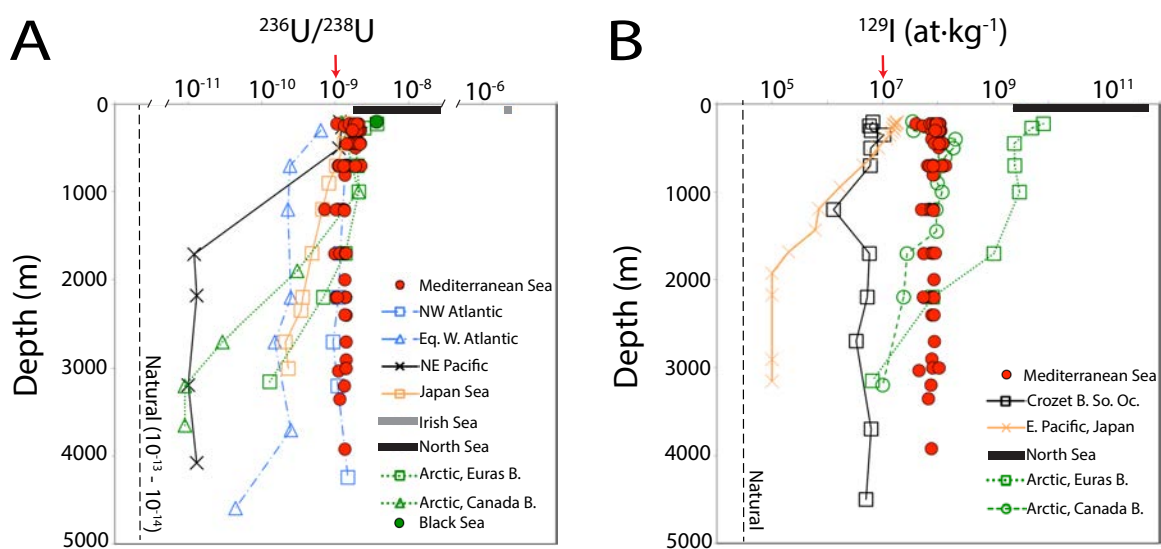 A
²³⁶U/²³⁸U
10⁻¹¹
10⁻¹⁰
10⁻⁹
10⁻⁸
10⁻⁶
0
1000
2000
3000
4000
5000
Depth (m)
Natural (10⁻¹³ - 10⁻¹⁴)
Mediterranean Sea
NW Atlantic
Eq. W. Atlantic
NE Pacific
Japan Sea
Irish Sea
North Sea
Arctic, Euras B.
Arctic, Canada B.
Black Sea
B
¹²⁹I (at·kg⁻¹)
10⁵
10⁷
10⁹
10¹¹
0
1000
2000
3000
4000
5000
Depth (m)
Natural
Mediterranean Sea
Crozet B. So. Oc.
E. Pacific, Japan
North Sea
Arctic, Euras B.
Arctic, Canada B.